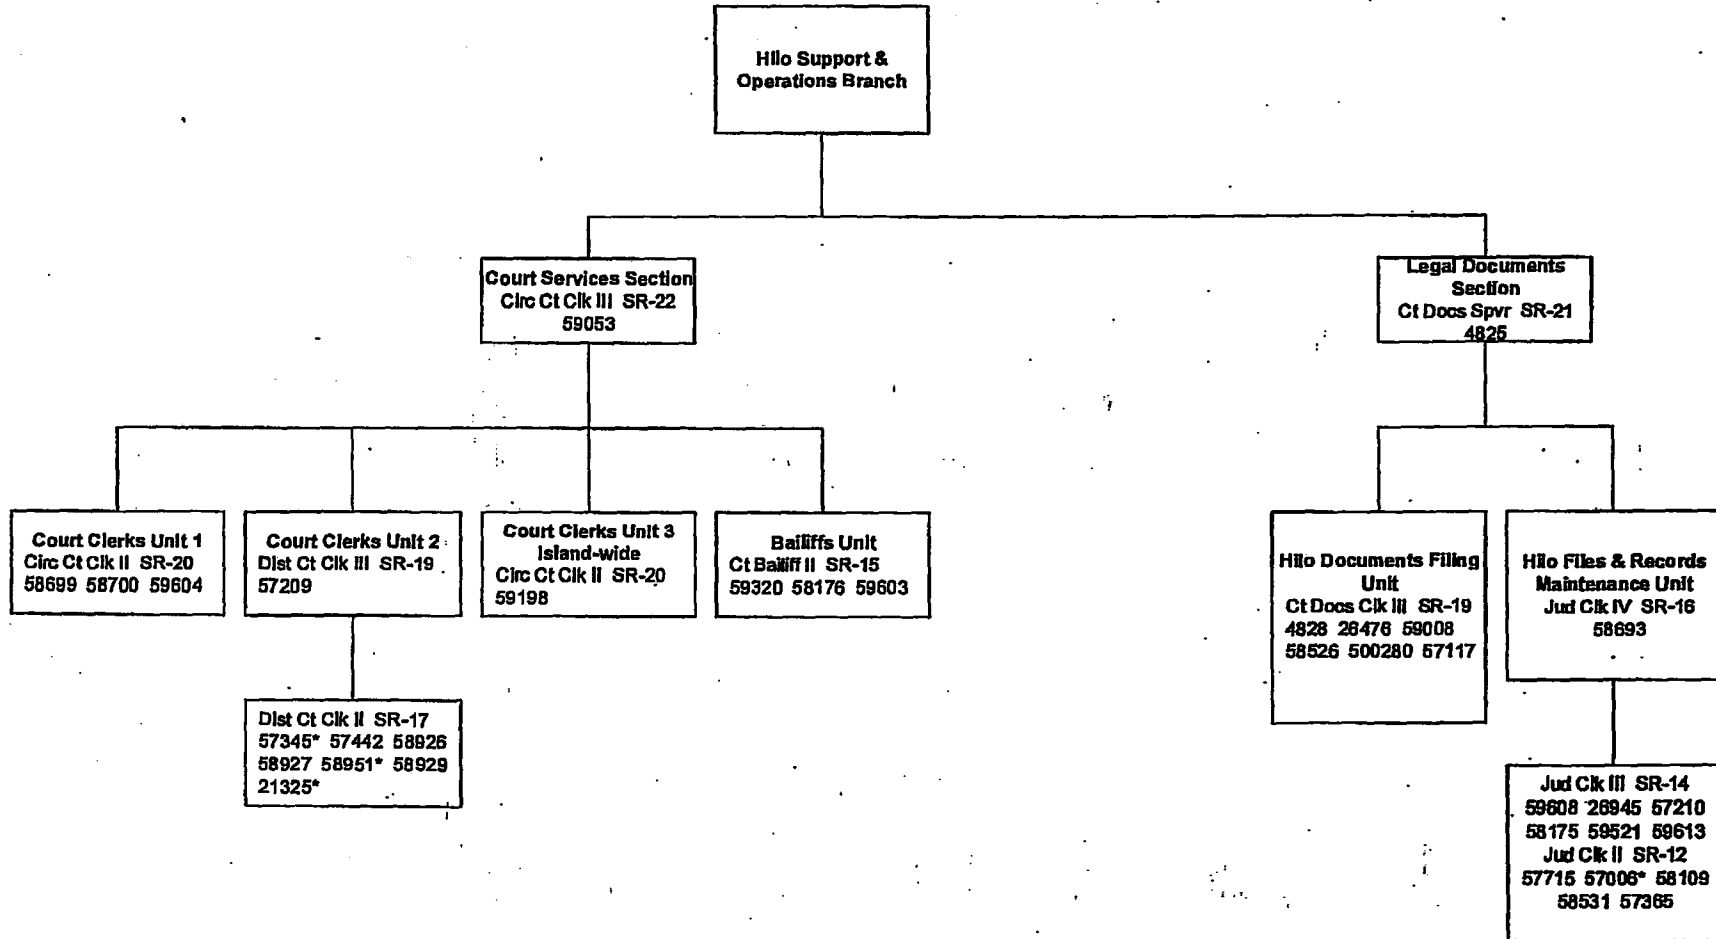 Hilo Support &
Operations Branch
Court Services Section
Circ Ct Clk III SR-22
59053
Legal Documents
Section
Ct Docs Spvr SR-21
4825
Court Clerks Unit 1
Circ Ct Clk II SR-20
58699 58700 59604
Court Clerks Unit 2
Dist Ct Clk III SR-19
57209
Court Clerks Unit 3
Island-wide
Circ Ct Clk II SR-20
59198
Bailiffs Unit
Ct Bailiff II SR-15
59320 58176 59603
Hilo Documents Filing
Unit
Ct Docs Clk III SR-19
4828 26476 59008
58526 500280 57117
Hilo Files & Records
Maintenance Unit
Jud Clk IV SR-16
58693
Dist Ct Clk II SR-17
57345* 57442 58926
58927 58951* 58929
21325*
Jud Clk III SR-14
59608 26945 57210
58175 59521 59613
Jud Clk II SR-12
57715 57006* 58109
58531 57365